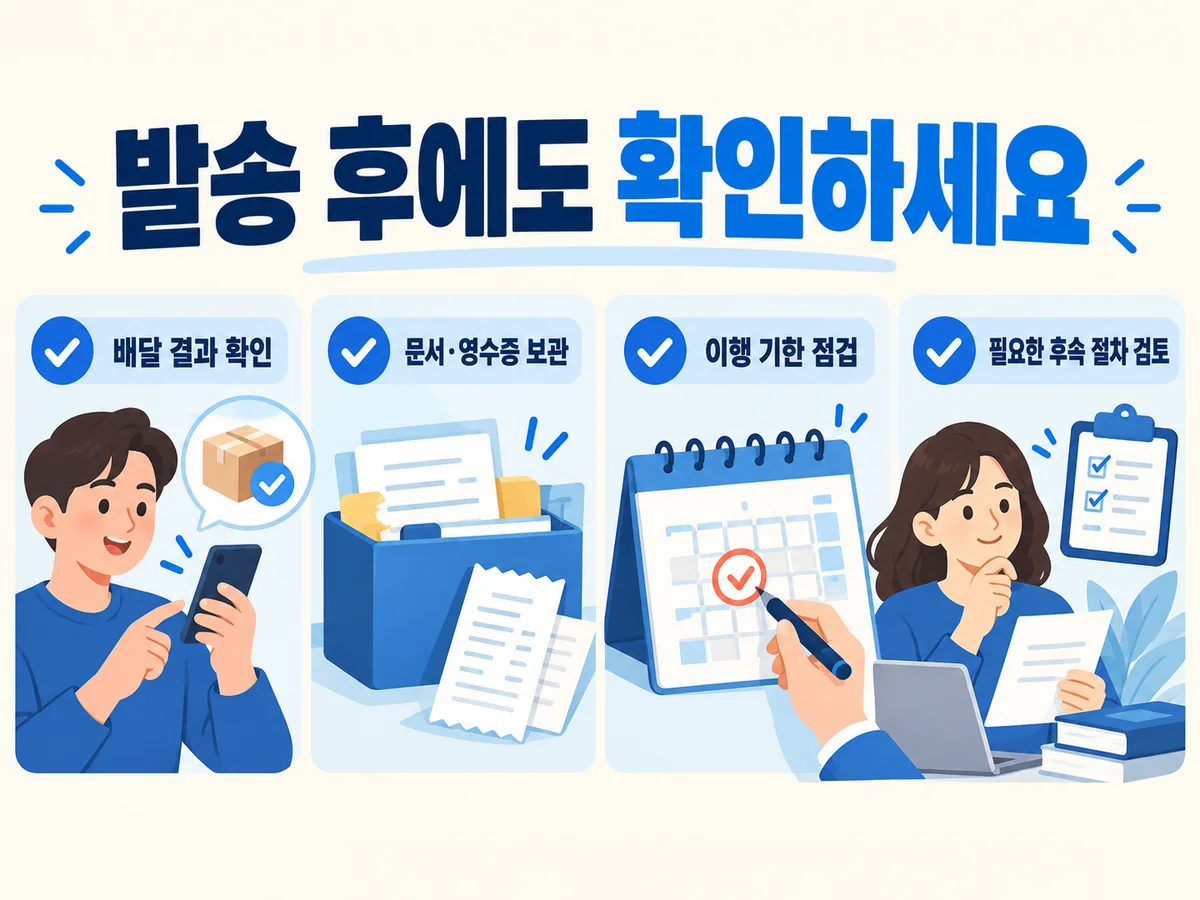 발송 후에도 확인하세요
배달 결과 확인
문서·영수증 보관
이행 기한 점검
필요한 후속 절차 검토